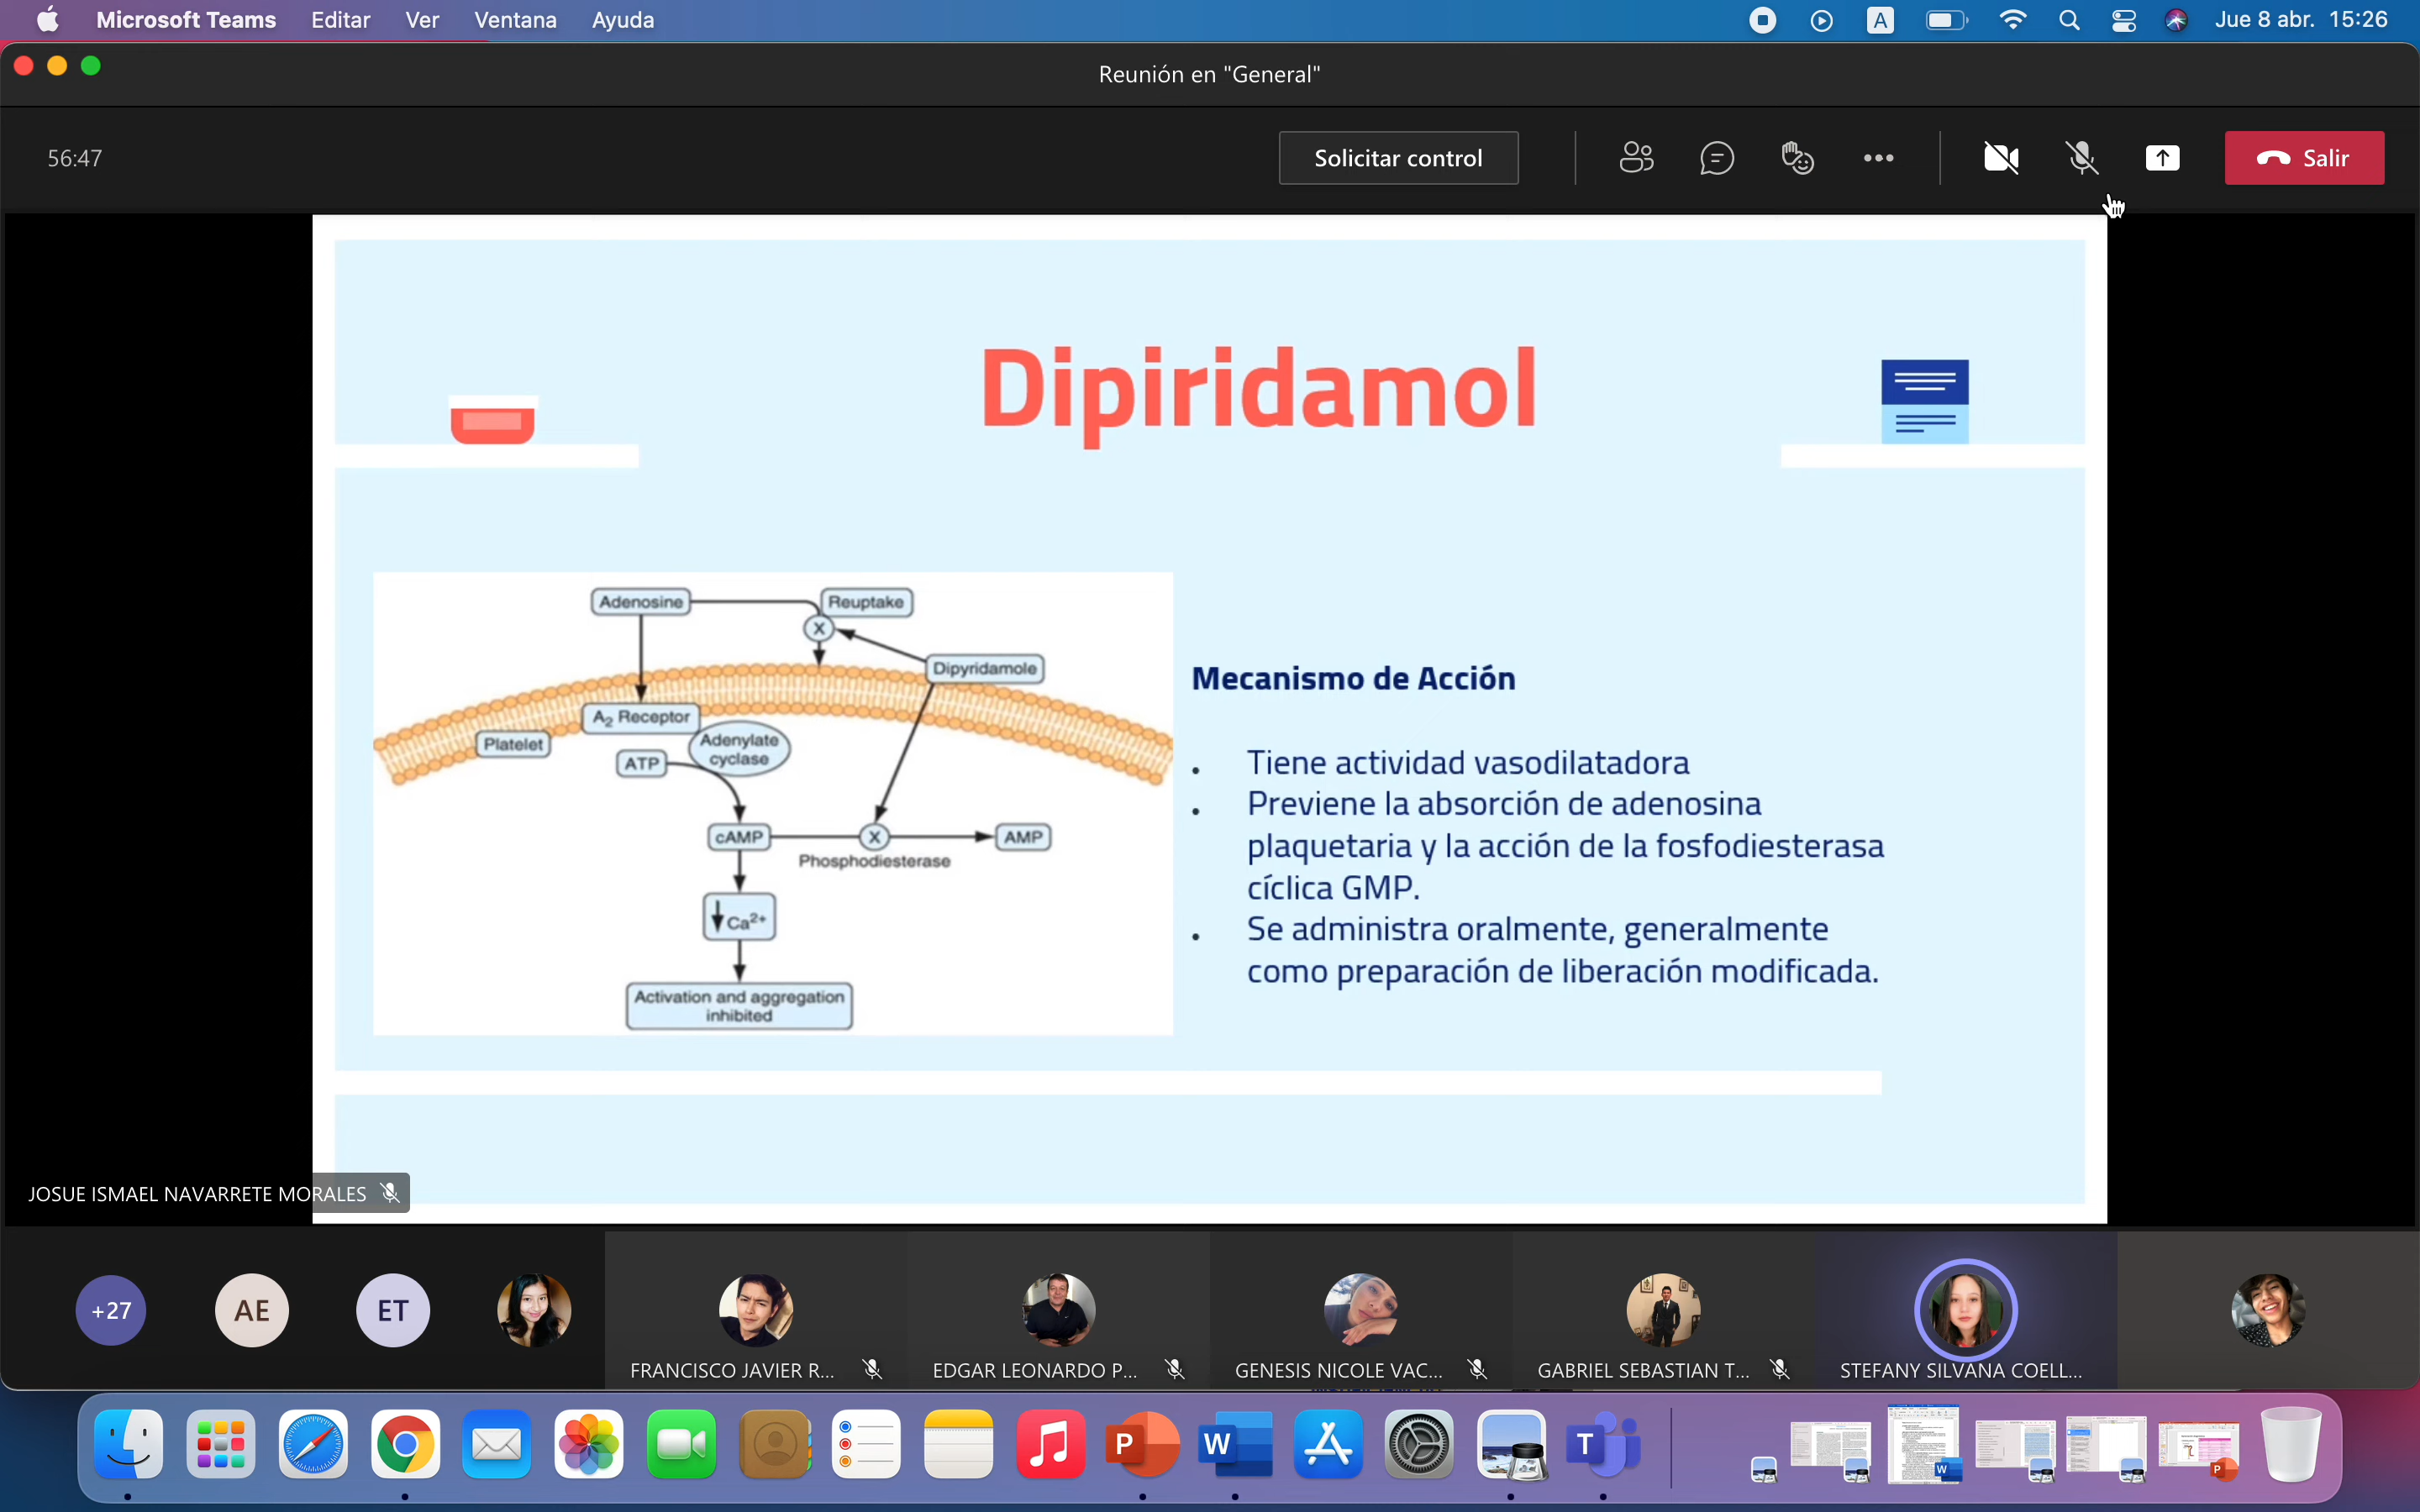 Microsoft Teams Editar Ver Ventana Ayuda
A
Jue 8 abr. 15:26
Reunión en "General"
56:47
Solicitar control
Salir
Dipiridamol
Adenosine
Reuptake
X
Dipyridamole
A2 Receptor
Platelet
Adenylate
cyclase
ATP
cAMP
X
AMP
Phosphodiesterase
Ca2+
Activation and aggregation
inhibited
Mecanismo de Acción
. Tiene actividad vasodilatadora
. Previene la absorción de adenosina
plaquetaria y la acción de la fosfodiesterasa
cíclica GMP.
. Se administra oralmente, generalmente
como preparación de liberación modificada.
JOSUE ISMAEL NAVARRETE MORALES
+27
AE
ET
FRANCISCO JAVIER R...
EDGAR LEONARDO P...
GENESIS NICOLE VAC...
GABRIEL SEBASTIAN T...
STEFANY SILVANA COELL...
P
W
T
W
P